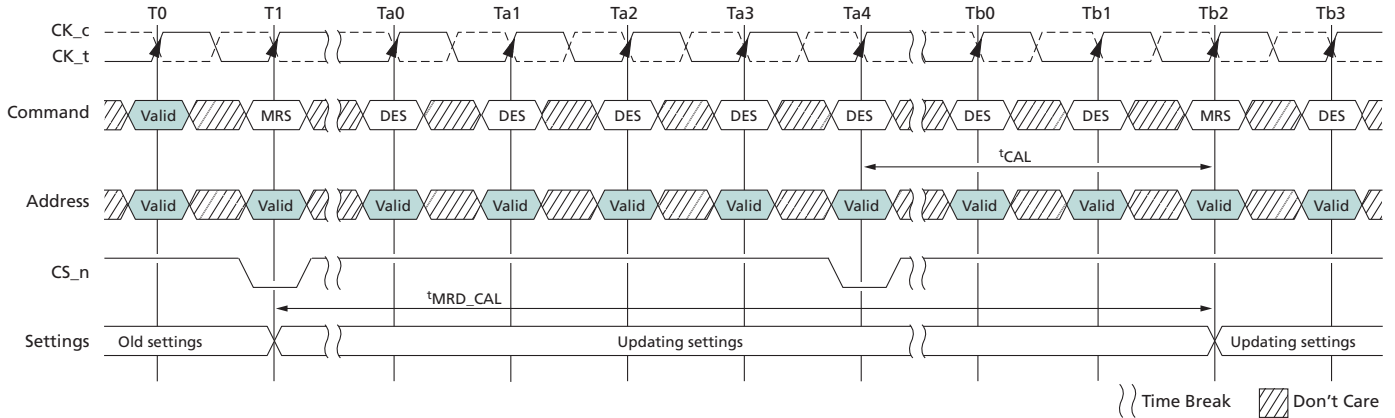 T0 T1 Ta0 Ta1 Ta2 Ta3 Ta4 Tb0 Tb1 Tb2 Tb3
CK_c
CK_t
Command Valid MRS DES DES DES DES DES DES DES MRS DES
tCAL
Address Valid Valid Valid Valid Valid Valid Valid Valid Valid Valid Valid
CS_n
tMRD_CAL
Settings Old settings Updating settings Updating settings
Time Break Don't Care